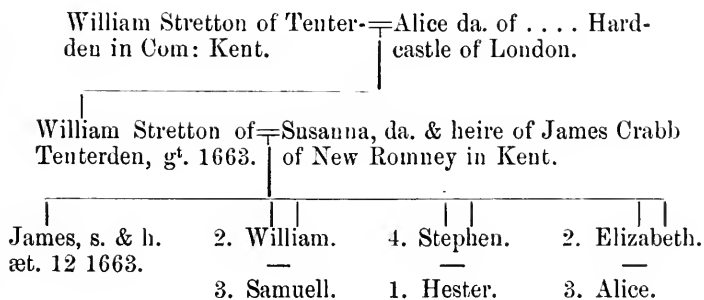 William Stretton of Tenter-=Alice da. of .... Hard-
den in Com: Kent. castle of London.
William Stretton of=Susanna, da. & heire of James Crabb
Tenterden, gᵗ. 1663. of New Romney in Kent.
James, s. & h. 2. William. 4. Stephen. 2. Elizabeth.
æt. 12 1663. — — —
3. Samuell. 1. Hester. 3. Alice.